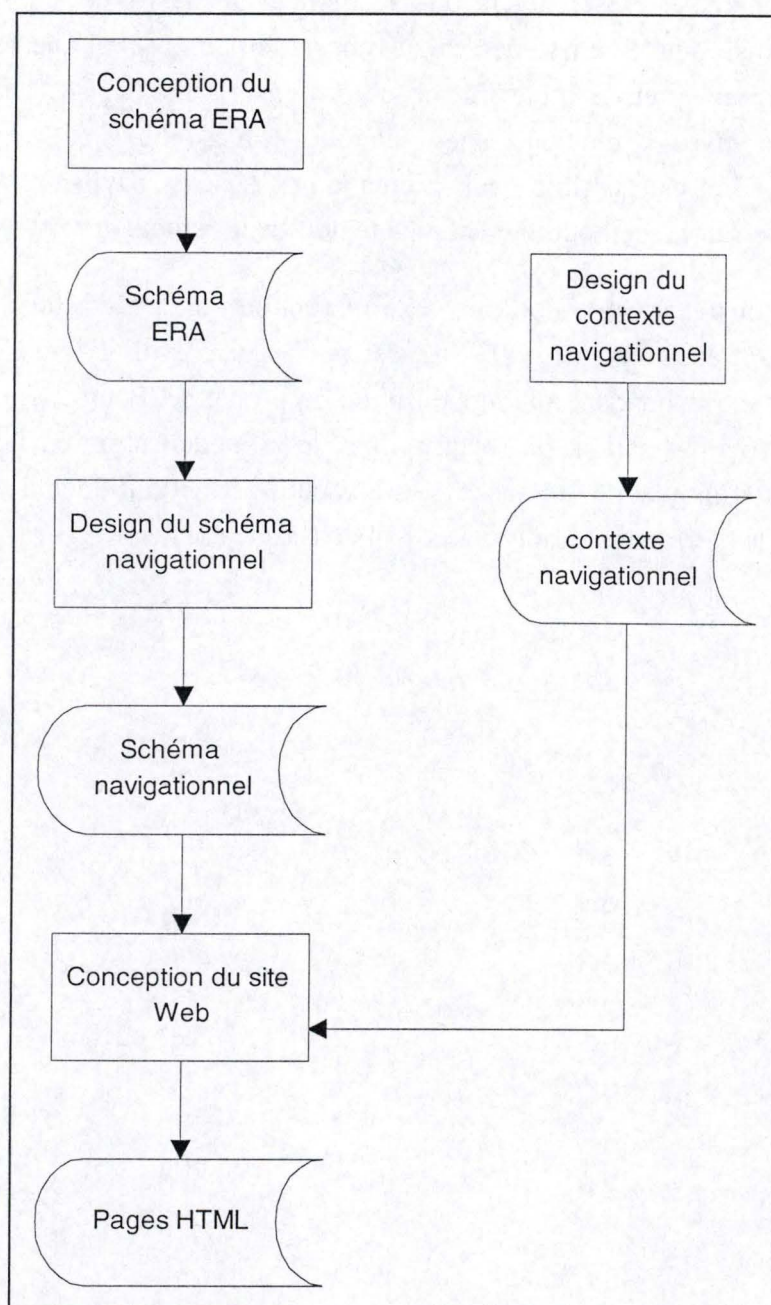 Conception du
schéma ERA
Schéma
ERA
Design du
contexte
navigationnel
Design du schéma
navigationnel
contexte
navigationnel
Schéma
navigationnel
Conception du site
Web
Pages HTML